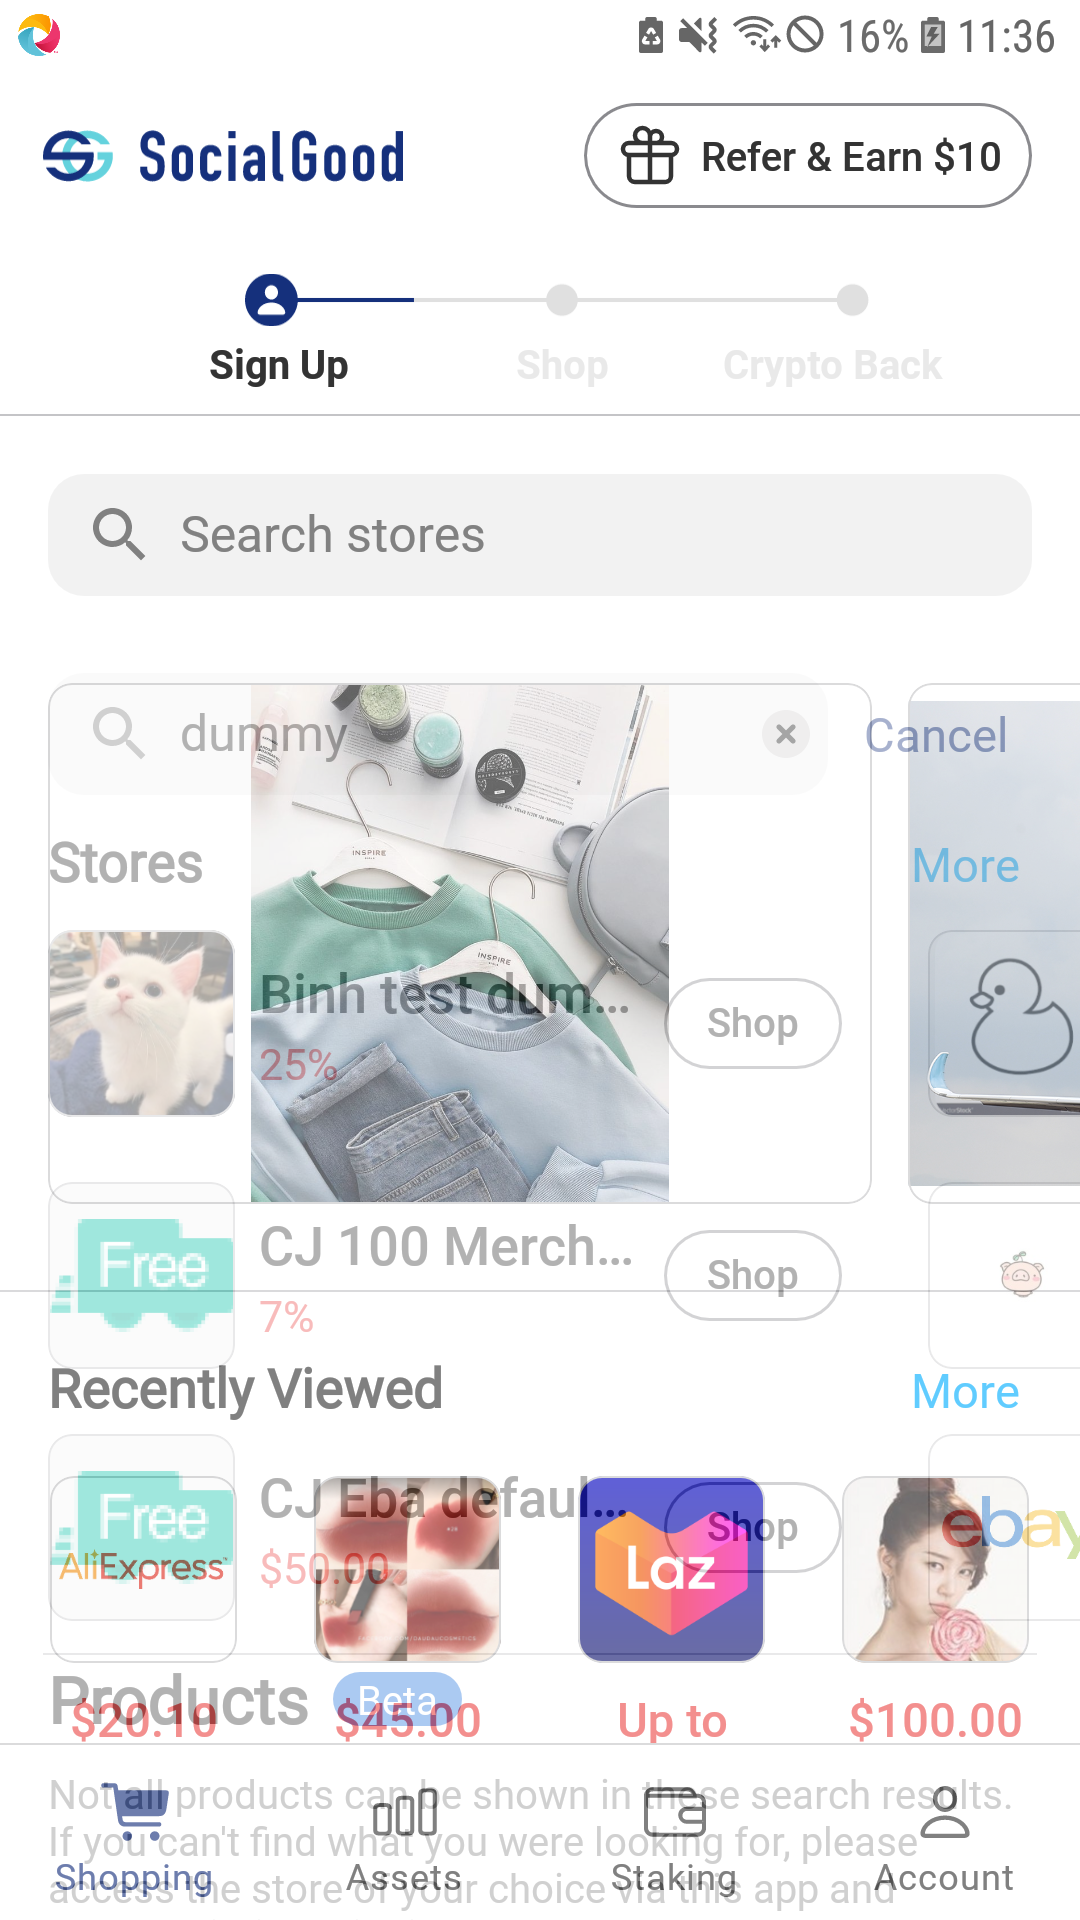 16% 11:36
SocialGood
Refer & Earn $10
Sign Up
Shop
Crypto Back
Search stores
dummy
Cancel
Stores
More
INSPIRE
INSPIRE
Binh test dum...
25%
Shop
Free
CJ 100 Merch...
7%
Shop
Recently Viewed
More
Free
AliExpress
CJ Eba defaul...
$50.00
Laz
Shop
ebay
Products
Beta
$20.10
$45.00
Up to
$100.00
Not all products can be shown in these search results.
If you can't find what you were looking for, please
access the store of your choice via this app and
Shopping
Assets
Staking
Account